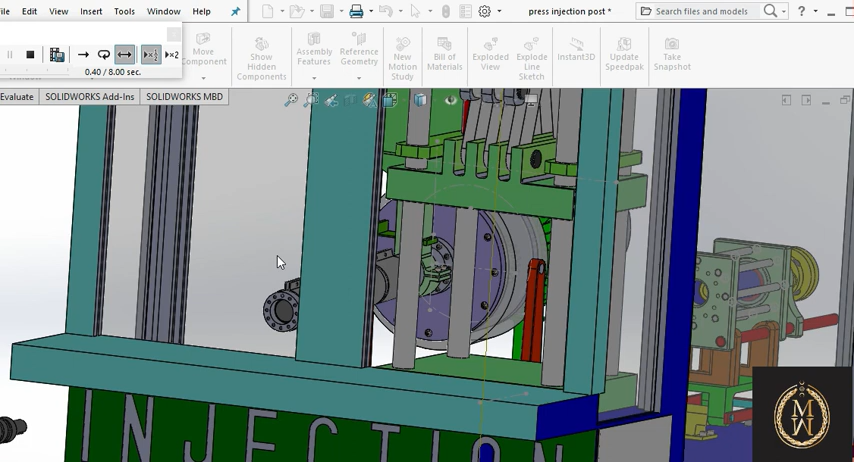 File Edit View Insert Tools Window Help
press injection post *
Search files and models
?
0.40 / 8.00 sec.
Move Component
Show Hidden Components
Assembly Features
Reference Geometry
New Motion Study
Bill of Materials
Exploded View
Explode Line Sketch
Instant3D
Update Speedpak
Take Snapshot
Evaluate SOLIDWORKS Add-Ins SOLIDWORKS MBD
INJECTION
M
M